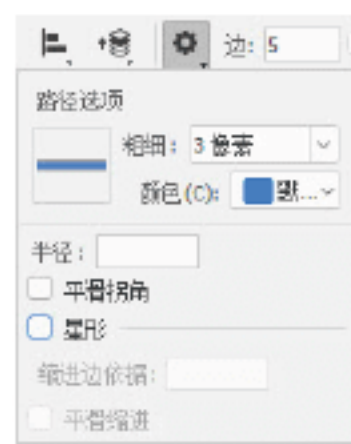 边: 5
路径选项
粗细: 3 像素
颜色(C): 默...
半径:
平滑拐角
星形
缩进边依据:
平滑缩进